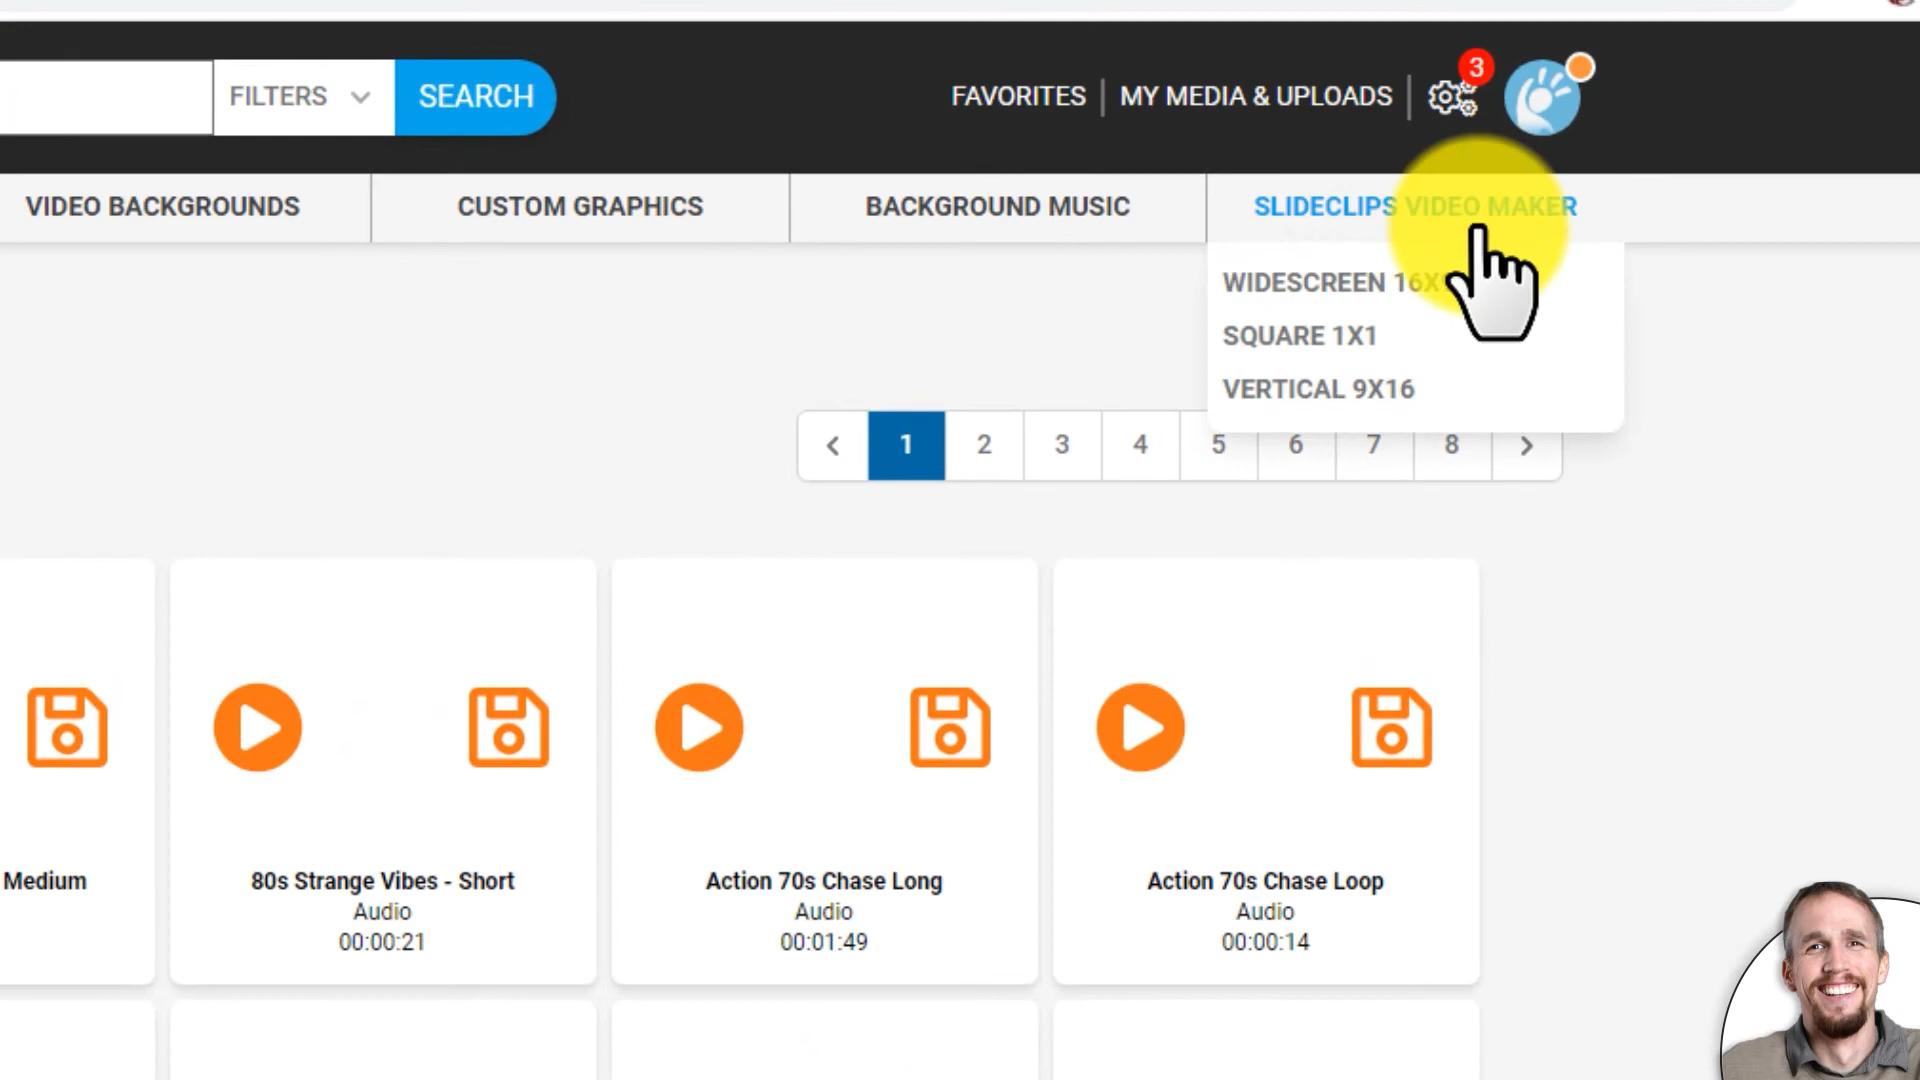 FILTERS
SEARCH
FAVORITES
MY MEDIA & UPLOADS
3
VIDEO BACKGROUNDS
CUSTOM GRAPHICS
BACKGROUND MUSIC
SLIDECLIPS VIDEO MAKER
WIDESCREEN
SQUARE 1X1
VERTICAL 9X16
1 2 3 4 5 6 7 8
Medium
80s Strange Vibes - Short
Audio
00:00:21
Action 70s Chase Long
Audio
00:01:49
Action 70s Chase Loop
Audio
00:00:14